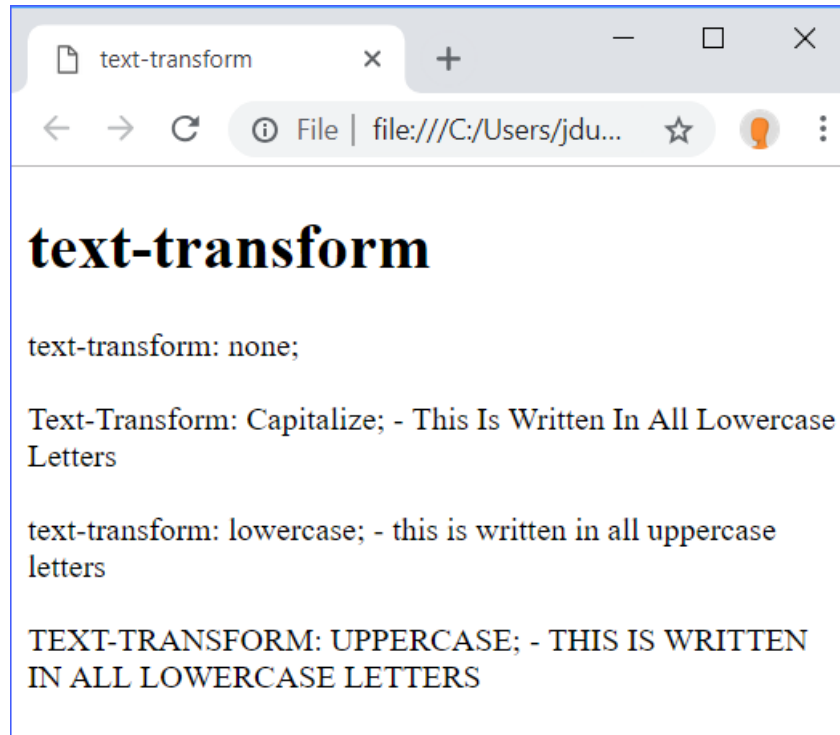 text-transform
File | file:///C:/Users/jdu...
text-transform
text-transform: none;
Text-Transform: Capitalize; - This Is Written In All Lowercase
Letters
text-transform: lowercase; - this is written in all uppercase
letters
TEXT-TRANSFORM: UPPERCASE; - THIS IS WRITTEN
IN ALL LOWERCASE LETTERS